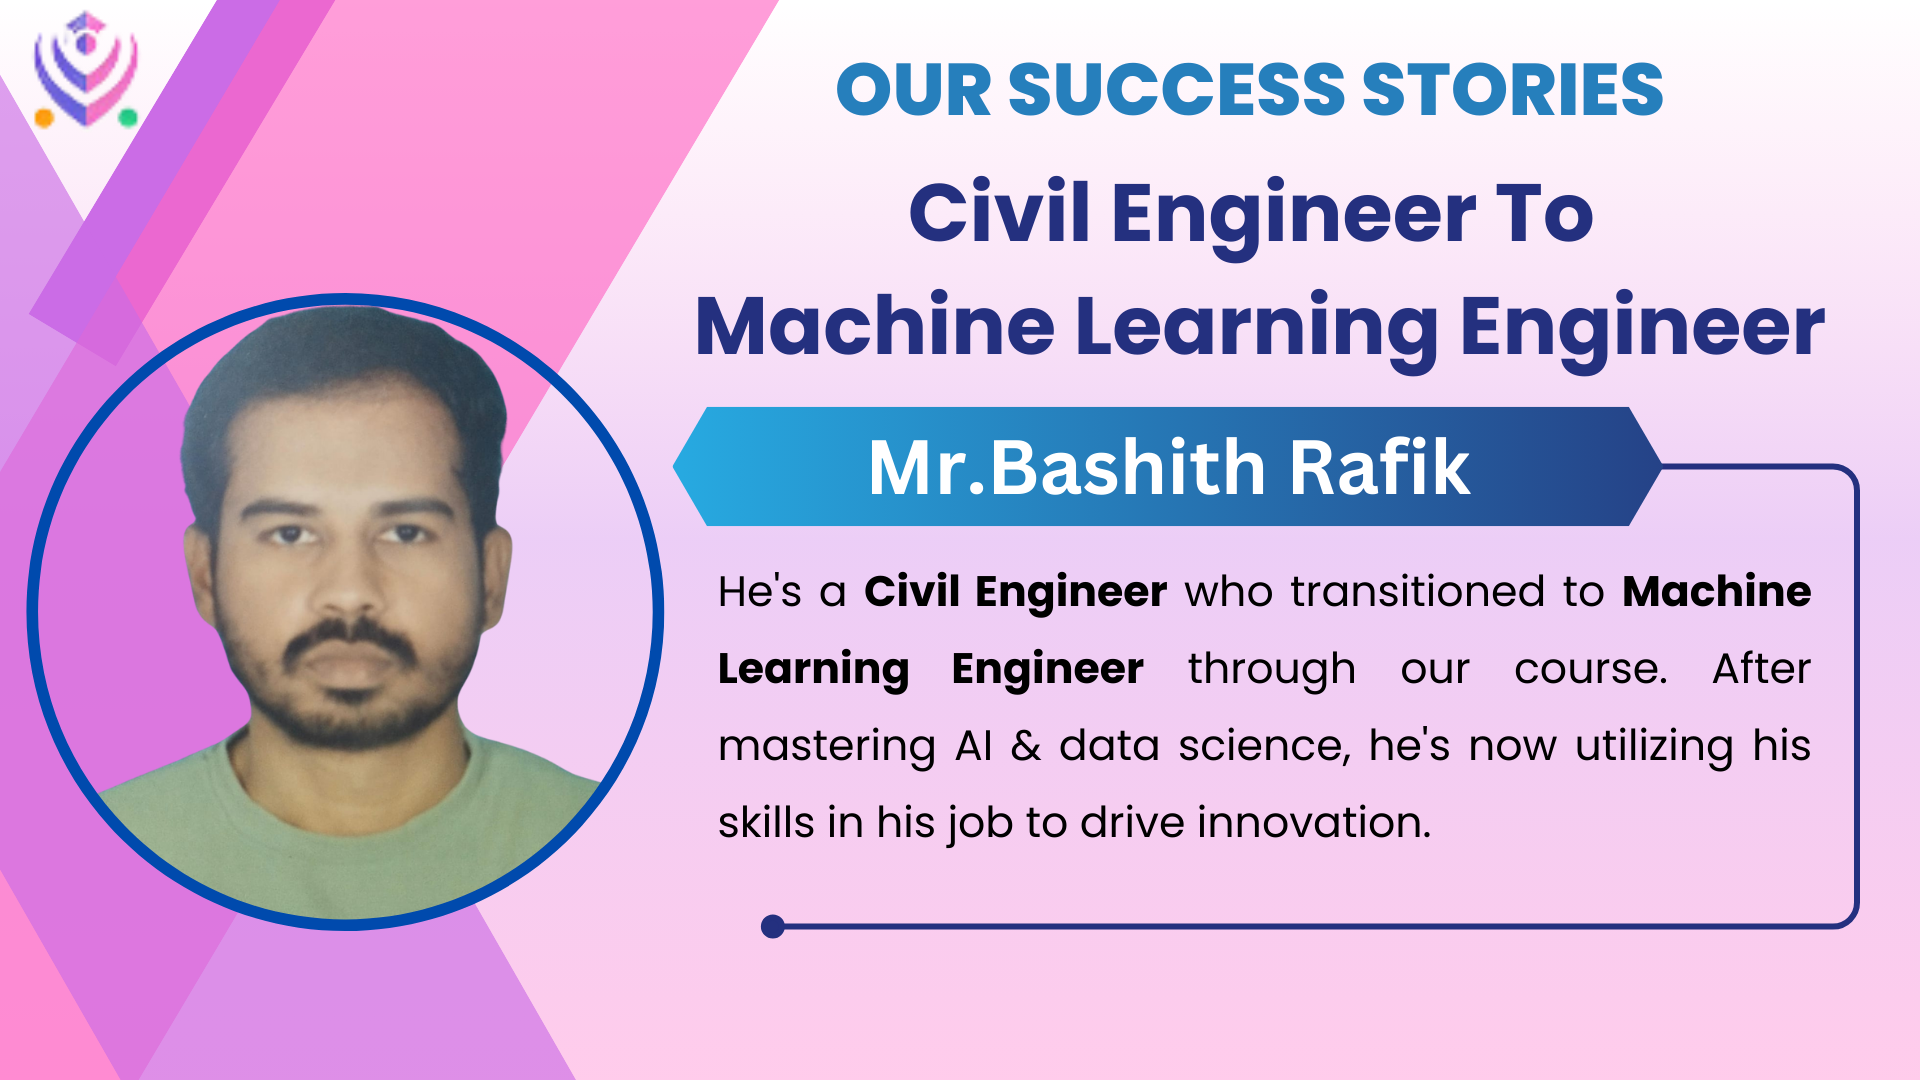 OUR SUCCESS STORIES
Civil Engineer To
Machine Learning Engineer
Mr.Bashith Rafik
He's a Civil Engineer who transitioned to Machine
Learning Engineer through our course. After
mastering AI & data science, he's now utilizing his
skills in his job to drive innovation.